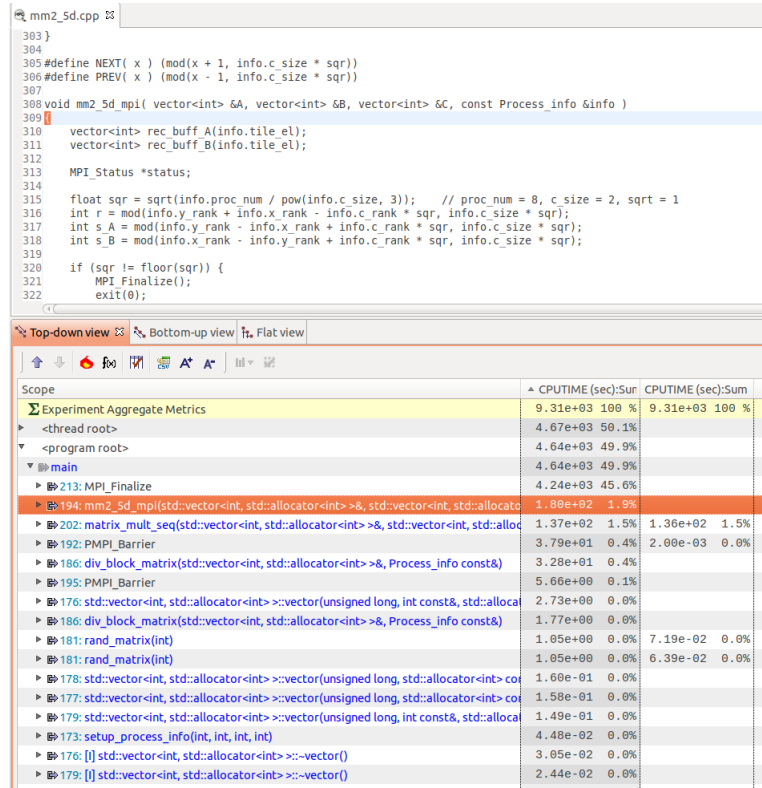 mm2_5d.cpp
303 }
304
305 #define NEXT( x ) (mod(x + 1, info.c_size * sqr))
306 #define PREV( x ) (mod(x - 1, info.c_size * sqr))
307
308 void mm2_5d_mpi( vector<int> &A, vector<int> &B, vector<int> &C, const Process_info &info )
309 {
310 vector<int> rec_buff_A(info.tile_el);
311 vector<int> rec_buff_B(info.tile_el);
312
313 MPI_Status *status;
314
315 float sqr = sqrt(info.proc_num / pow(info.c_size, 3)); // proc_num = 8, c_size = 2, sqrt = 1
316 int r = mod(info.y_rank + info.x_rank - info.c_rank * sqr, info.c_size * sqr);
317 int s_A = mod(info.y_rank - info.x_rank + info.c_rank * sqr, info.c_size * sqr);
318 int s_B = mod(info.x_rank - info.y_rank + info.c_rank * sqr, info.c_size * sqr);
319
320 if (sqr != floor(sqr)) {
321 MPI_Finalize();
322 exit(0);
Top-down view Bottom-up view Flat view
f(x) CSV A+ A-
Scope CPUTIME (sec):Sum CPUTIME (sec):Sum
Σ Experiment Aggregate Metrics 9.31e+03 100 % 9.31e+03 100 %
<thread root> 4.67e+03 50.1%
<program root> 4.64e+03 49.9%
main 4.64e+03 49.9%
213: MPI_Finalize 4.24e+03 45.6%
194: mm2_5d_mpi(std::vector<int, std::allocator<int> >&, std::vector<int, std::allocato 1.80e+02 1.9%
202: matrix_mult_seq(std::vector<int, std::allocator<int> >&, std::vector<int, std::alloc 1.37e+02 1.5% 1.36e+02 1.5%
192: PMPI_Barrier 3.79e+01 0.4% 2.00e-03 0.0%
186: div_block_matrix(std::vector<int, std::allocator<int> >&, Process_info const&) 3.28e+01 0.4%
195: PMPI_Barrier 5.66e+00 0.1%
176: std::vector<int, std::allocator<int> >::vector(unsigned long, int const&, std::allocat 2.73e+00 0.0%
186: div_block_matrix(std::vector<int, std::allocator<int> >&, Process_info const&) 1.77e+00 0.0%
181: rand_matrix(int) 1.05e+00 0.0% 7.19e-02 0.0%
181: rand_matrix(int) 1.05e+00 0.0% 6.39e-02 0.0%
178: std::vector<int, std::allocator<int> >::vector(unsigned long, std::allocator<int> con 1.60e-01 0.0%
177: std::vector<int, std::allocator<int> >::vector(unsigned long, std::allocator<int> con 1.58e-01 0.0%
179: std::vector<int, std::allocator<int> >::vector(unsigned long, int const&, std::allocat 1.49e-01 0.0%
173: setup_process_info(int, int, int, int) 4.48e-02 0.0%
176: [I] std::vector<int, std::allocator<int> >::~vector() 3.05e-02 0.0%
179: [I] std::vector<int, std::allocator<int> >::~vector() 2.44e-02 0.0%